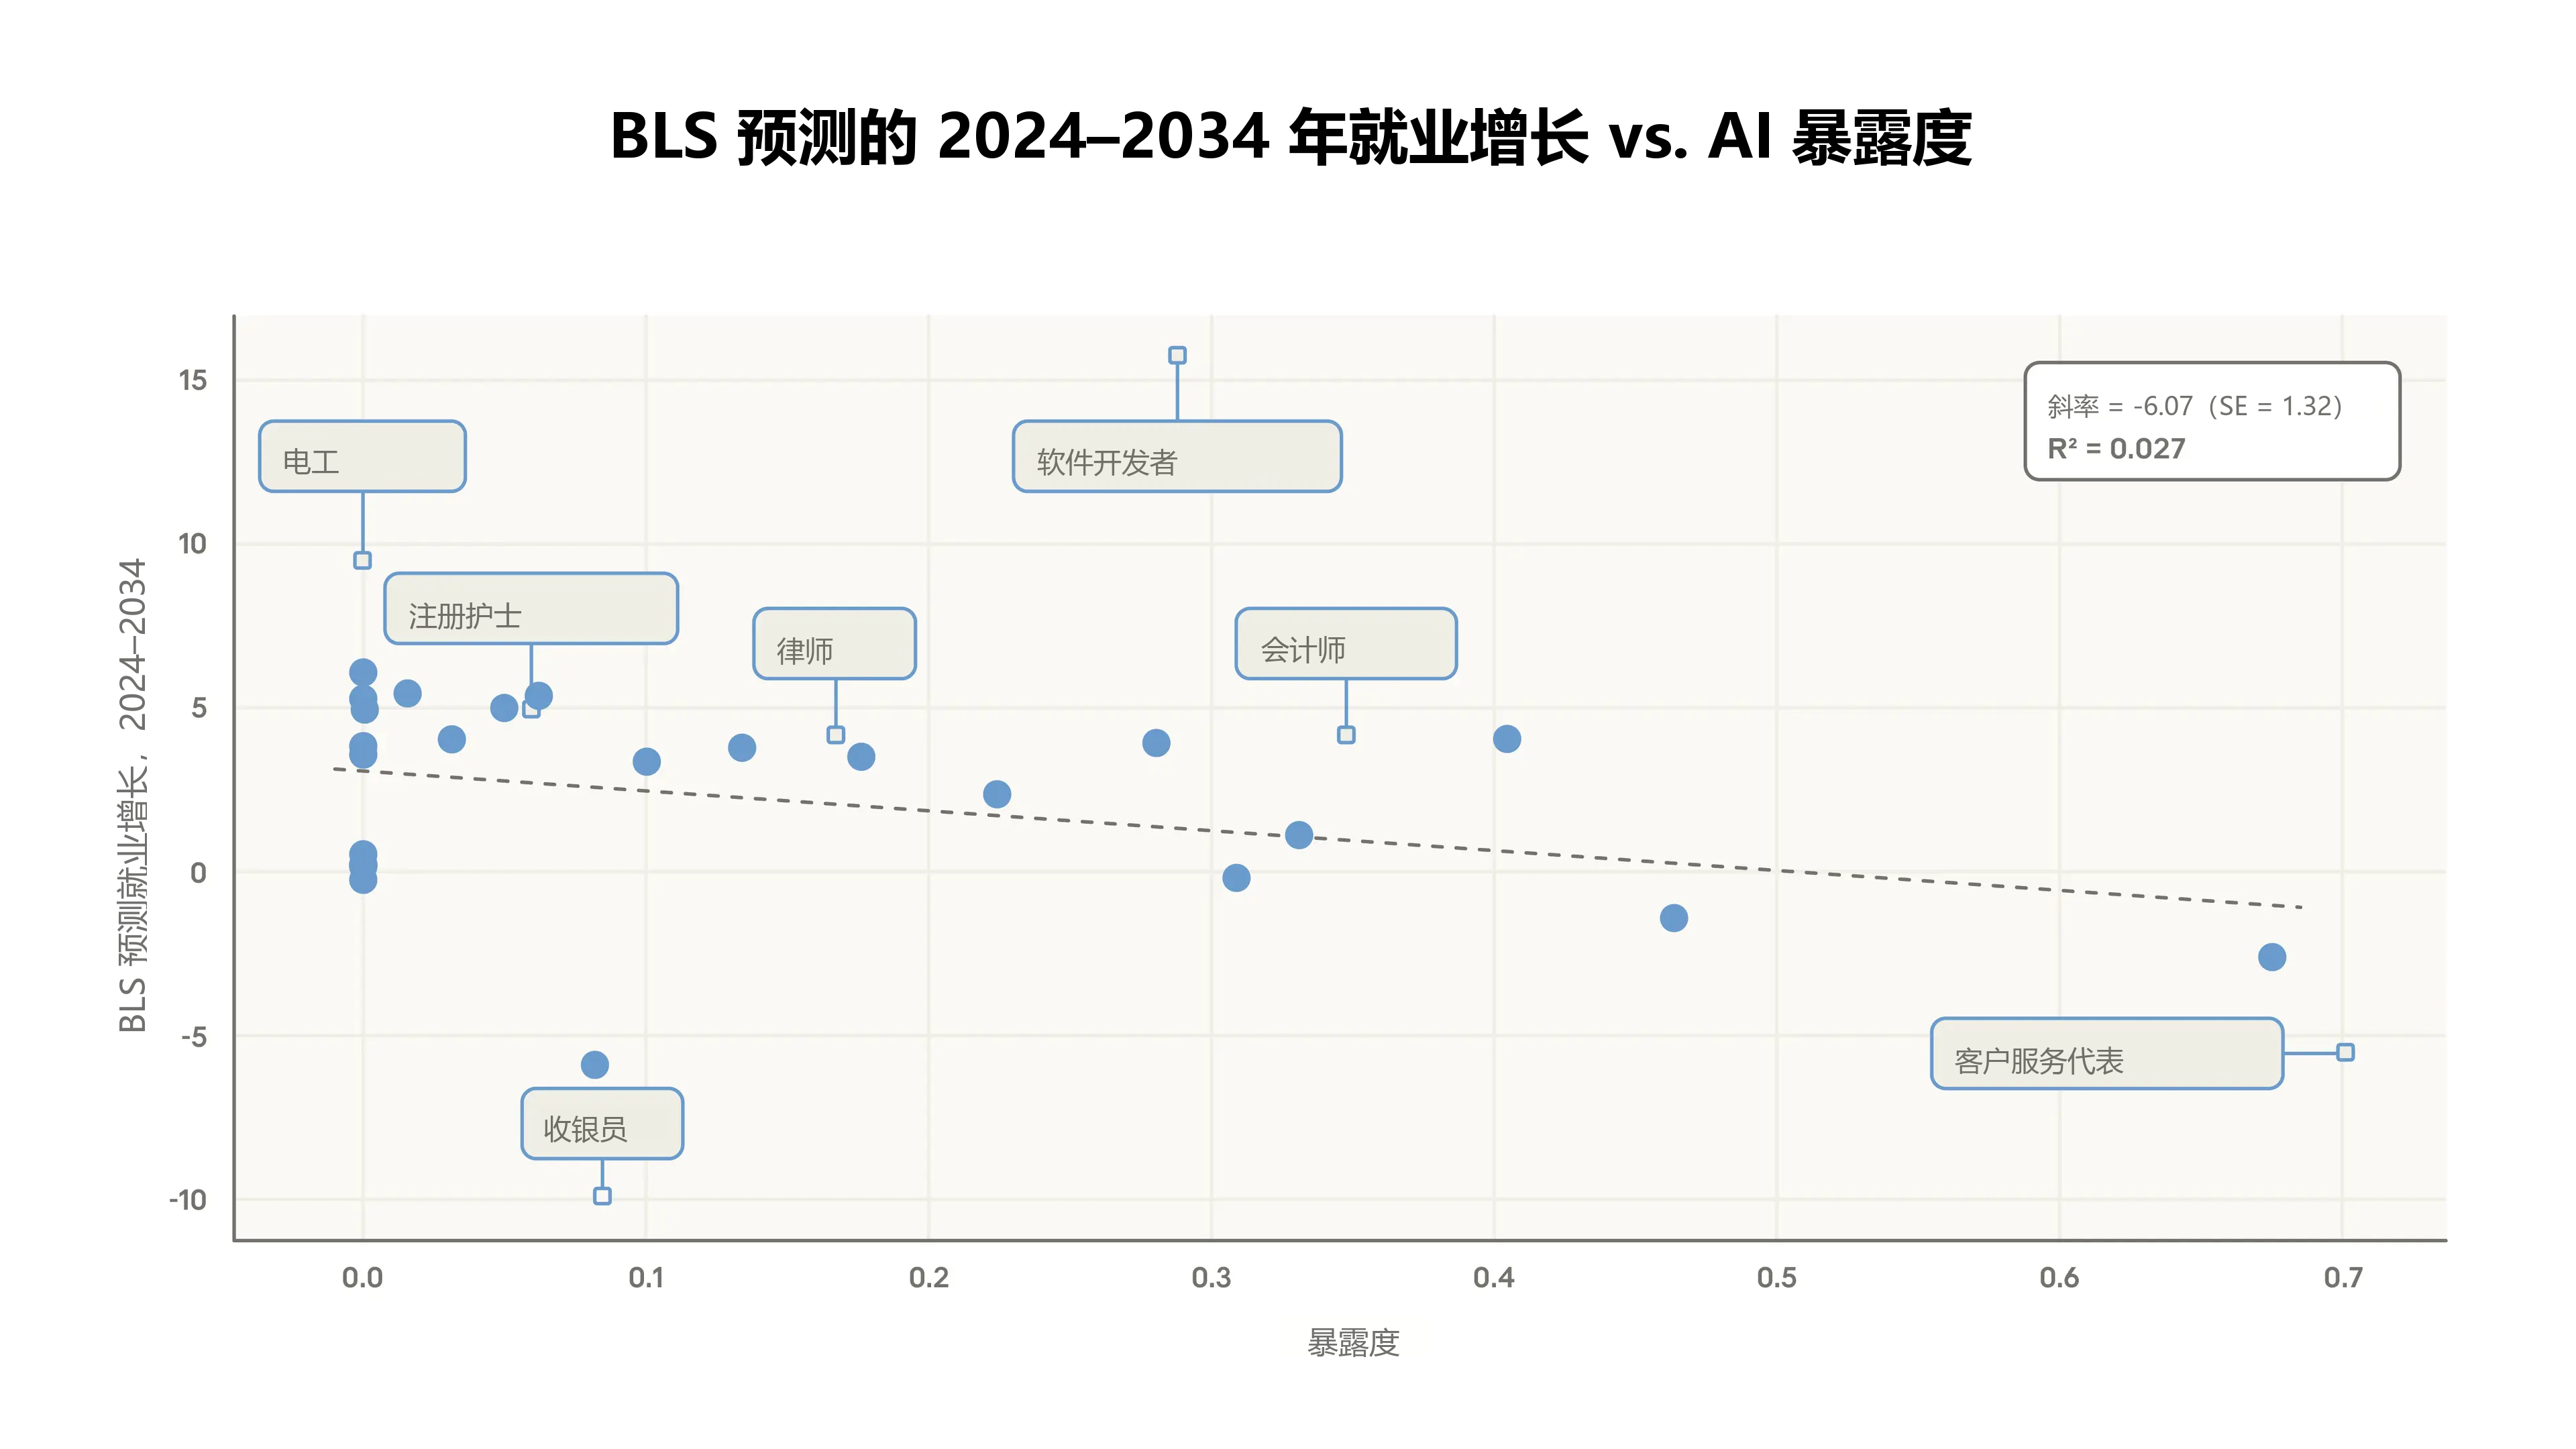 BLS 预测的 2024–2034 年就业增长 vs. AI 暴露度
斜率 = -6.07（SE = 1.32）
R² = 0.027
电工
软件开发者
注册护士
律师
会计师
客户服务代表
收银员
BLS 预测就业增长，2024–2034
15
10
5
0
-5
-10
0.0
0.1
0.2
0.3
0.4
0.5
0.6
0.7
暴露度